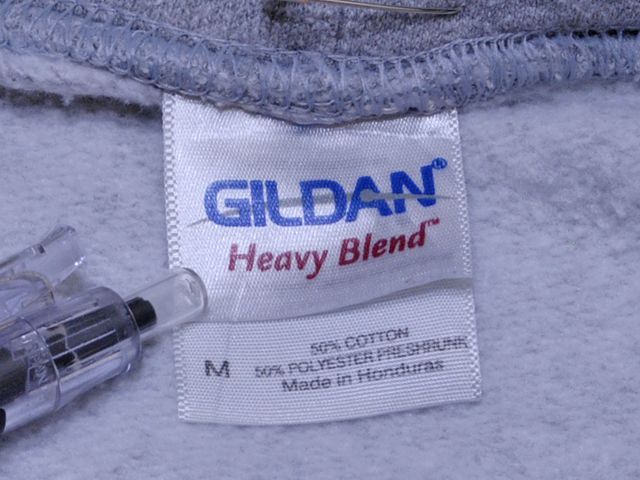 GILDAN®
Heavy Blend™
50% COTTON
M 50% POLYESTER PRESHRUNK
Made in Honduras